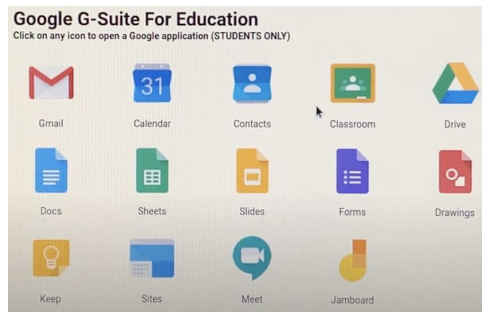 Google G-Suite For Education
Click on any icon to open a Google application (STUDENTS ONLY)
31
Gmail Calendar Contacts Classroom Drive
Docs Sheets Slides Forms Drawings
Keep Sites Meet Jamboard